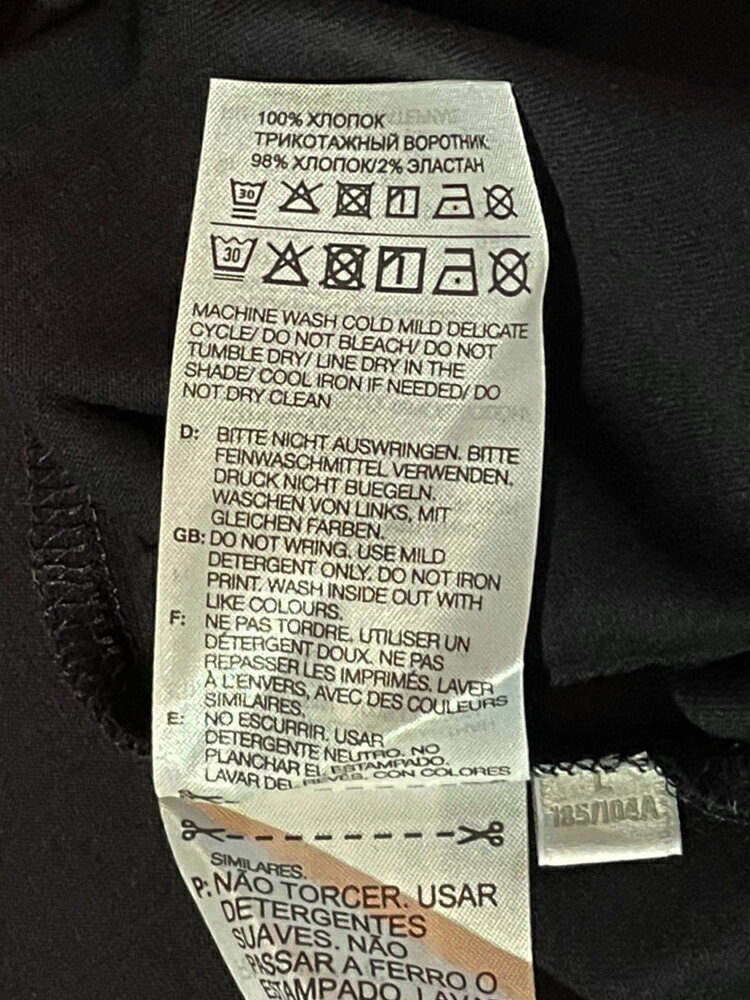 100% ХЛОПОК
ТРИКОТАЖНЫЙ ВОРОТНИК:
98% ХЛОПОК/2% ЭЛАСТАН
30
30
MACHINE WASH COLD MILD DELICATE
CYCLE/ DO NOT BLEACH/ DO NOT
TUMBLE DRY/ LINE DRY IN THE
SHADE/ COOL IRON IF NEEDED/ DO
NOT DRY CLEAN
D: BITTE NICHT AUSWRINGEN. BITTE
FEINWASCHMITTEL VERWENDEN.
DRUCK NICHT BUEGELN.
WASCHEN VON LINKS, MIT
GLEICHEN FARBEN.
GB: DO NOT WRING. USE MILD
DETERGENT ONLY. DO NOT IRON
PRINT. WASH INSIDE OUT WITH
LIKE COLOURS.
F: NE PAS TORDRE. UTILISER UN
DÉTERGENT DOUX. NE PAS
REPASSER LES IMPRIMÉS. LAVER
À L'ENVERS, AVEC DES COULEURS
SIMILAIRES.
E: NO ESCURRIR. USAR
DETERGENTE NEUTRO. NO
PLANCHAR EL ESTAMPADO.
LAVAR DEL REVÉS. CON COLORES
SIMILARES.
P: NÃO TORCER. USAR
DETERGENTES
SUAVES. NÃO
PASSAR A FERRO O
ESTAMPADO. LAVAR
L
185/104A